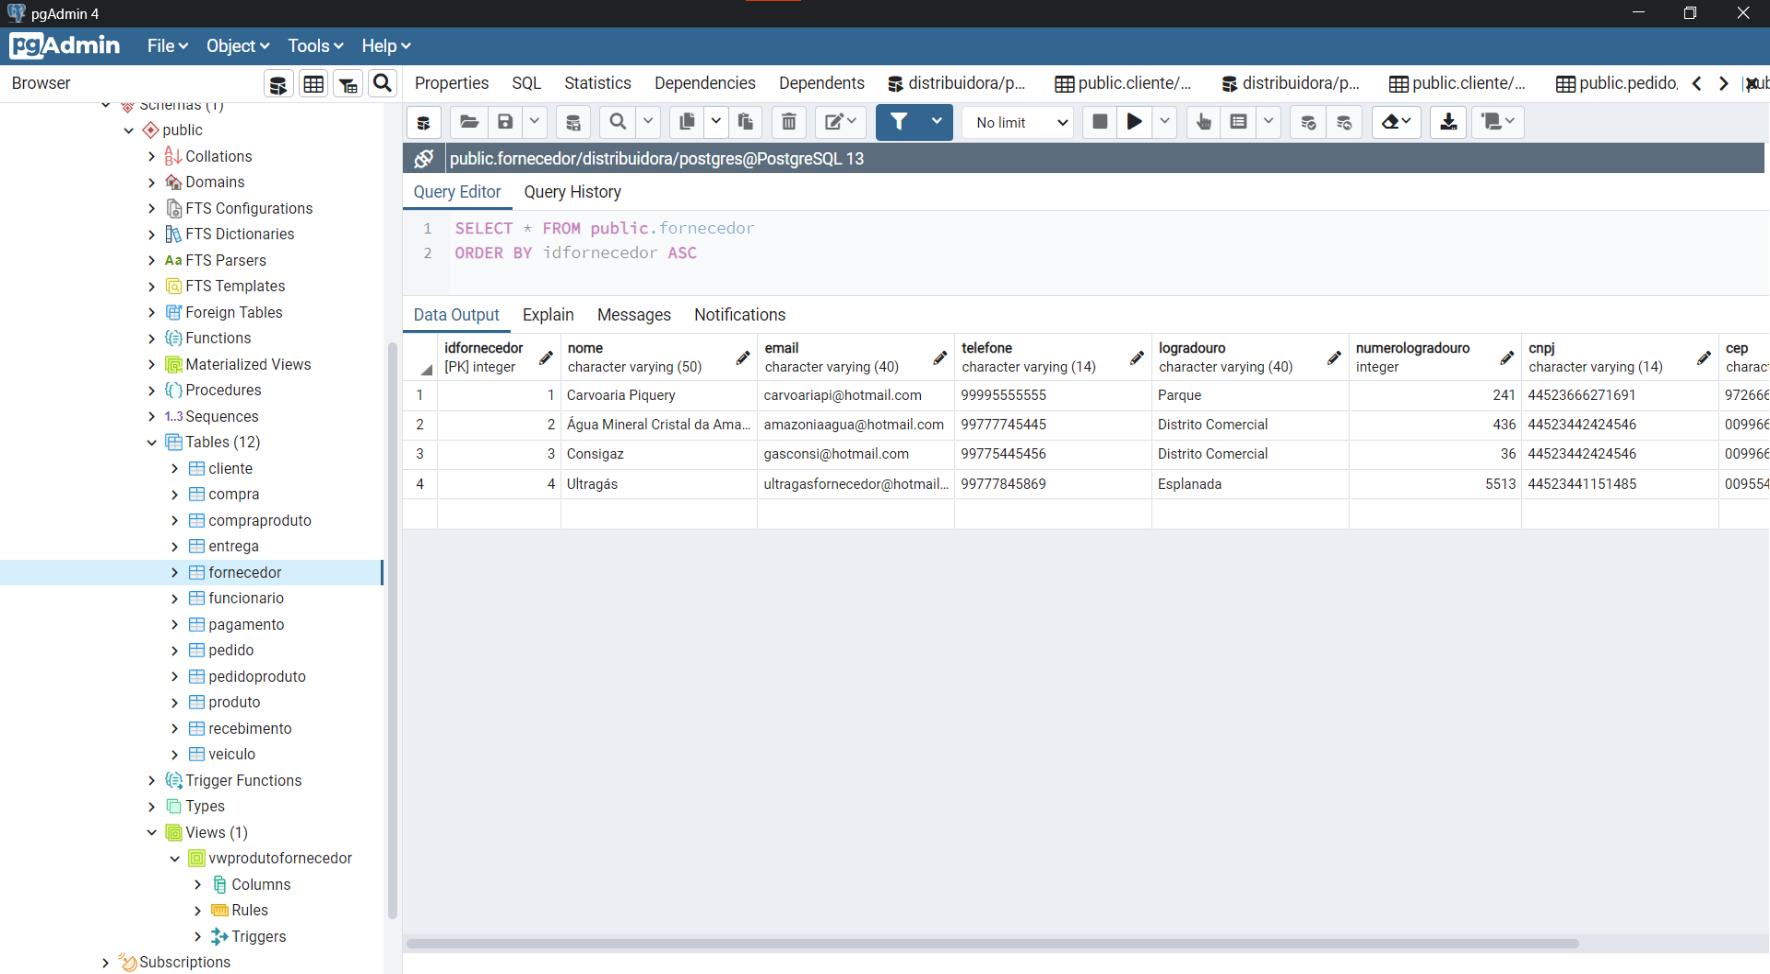 pgAdmin 4
pgAdmin File Object Tools Help
Browser
Properties SQL Statistics Dependencies Dependents distribuidora/p... public.cliente/... distribuidora/p... public.cliente/... public.pedido,
No limit
public.fornecedor/distribuidora/postgres@PostgreSQL 13
Query Editor Query History
1 SELECT * FROM public.fornecedor
2 ORDER BY idfornecedor ASC
Data Output Explain Messages Notifications
idfornecedor nome email telefone logradouro numerologradouro cnpj cep
[PK] integer character varying (50) character varying (40) character varying (14) character varying (40) integer character varying (14) charact
1 1 Carvoaria Piquery carvoariapi@hotmail.com 99995555555 Parque 241 44523666271691 972666
2 2 Água Mineral Cristal da Ama... amazoniaagua@hotmail.com 99777745445 Distrito Comercial 436 44523442424546 009966
3 3 Consigaz gasconsi@hotmail.com 99775445456 Distrito Comercial 36 44523442424546 009966
4 4 Ultragás ultragasfornecedor@hotmail... 99777845869 Esplanada 5513 44523441151485 009554
Schemas (1)
public
Collations
Domains
FTS Configurations
FTS Dictionaries
Aa FTS Parsers
FTS Templates
Foreign Tables
Functions
Materialized Views
Procedures
1..3 Sequences
Tables (12)
cliente
compra
compraproduto
entrega
fornecedor
funcionario
pagamento
pedido
pedidoproduto
produto
recebimento
veiculo
Trigger Functions
Types
Views (1)
vwprodutofornecedor
Columns
Rules
Triggers
Subscriptions